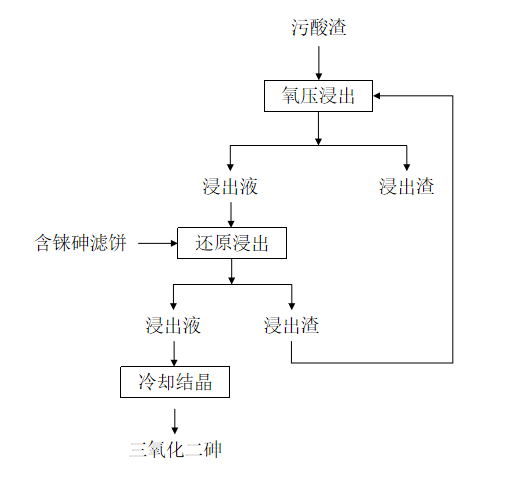 污酸渣
氧压浸出
浸出液
浸出渣
含铼砷滤饼
还原浸出
浸出液
浸出渣
冷却结晶
三氧化二砷